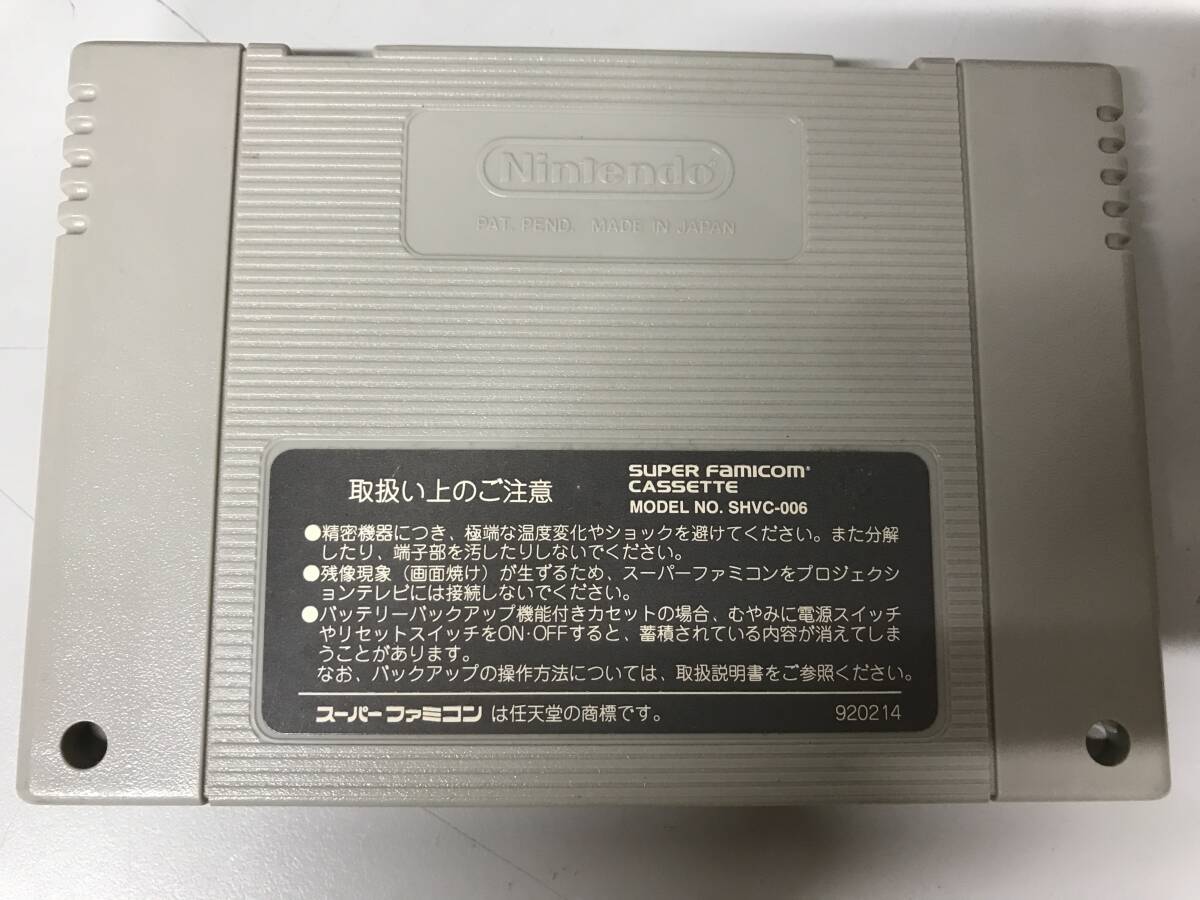 Nintendo
PAT. PEND. MADE IN JAPAN
取扱い上のご注意
SUPER Famicom
CASSETTE
MODEL NO. SHVC-006
●精密機器につき、極端な温度変化やショックを避けてください。また分解
したり、端子部を汚したりしないでください。
●残像現象（画面焼け）が生ずるため、スーパーファミコンをプロジェクシ
ョンテレビには接続しないでください。
●バッテリーバックアップ機能付きカセットの場合、むやみに電源スイッチ
やリセットスイッチをON・OFFすると、蓄積されている内容が消えてしま
うことがあります。
なお、バックアップの操作方法については、取扱説明書をご参照ください。
スーパーファミコンは任天堂の商標です。 920214